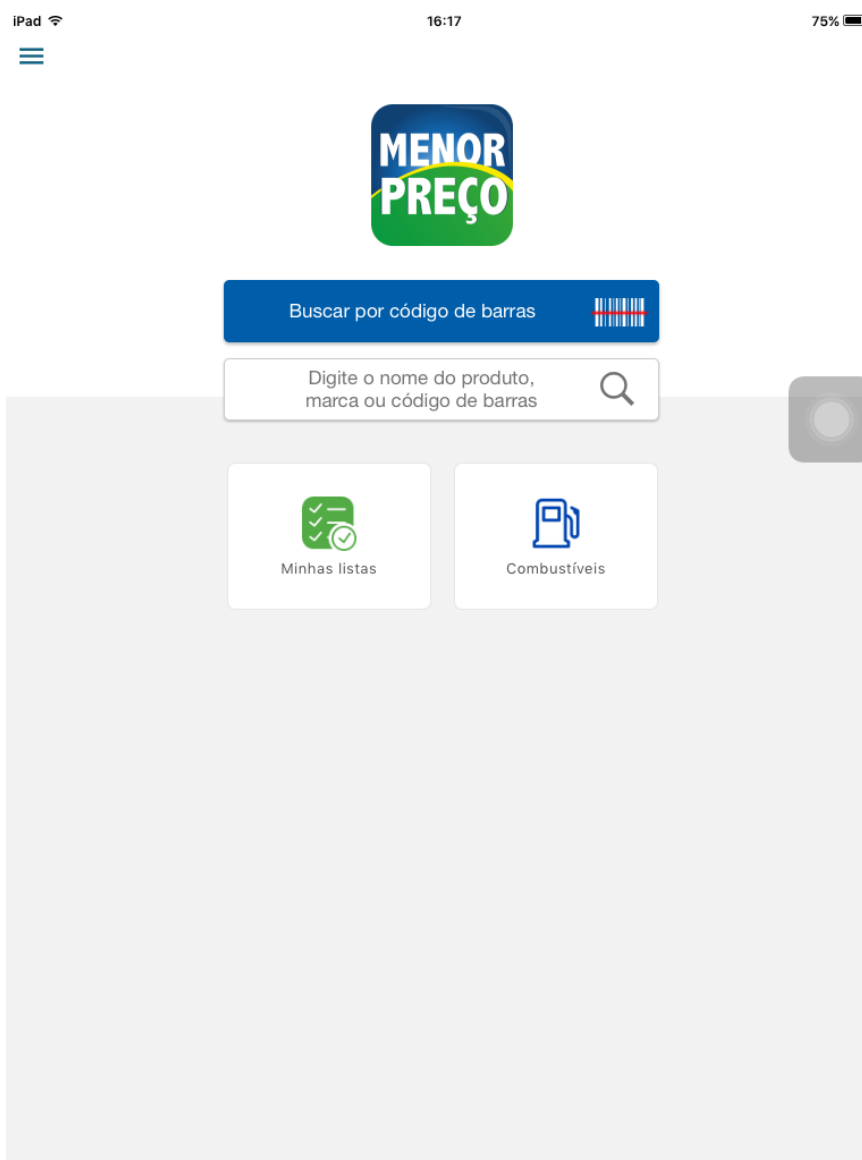 iPad
16:17
75%
MENOR
PREÇO
Buscar por código de barras
Digite o nome do produto,
marca ou código de barras
Minhas listas
Combustíveis